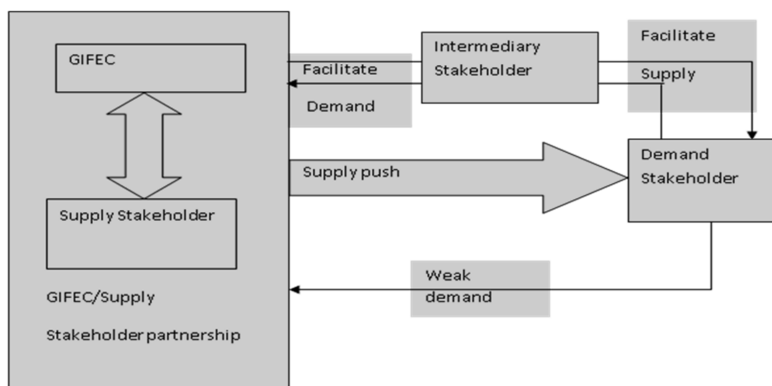 GIFEC
Supply Stakeholder
GIFEC/Supply
Stakeholder partnership
Facilitate
Demand
Intermediary
Stakeholder
Facilitate
Supply
Supply push
Demand
Stakeholder
Weak
demand